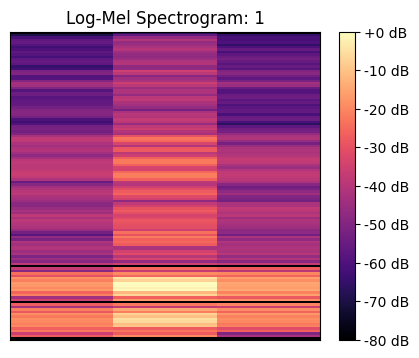 Log-Mel Spectrogram: 1
+0 dB
-10 dB
-20 dB
-30 dB
-40 dB
-50 dB
-60 dB
-70 dB
-80 dB